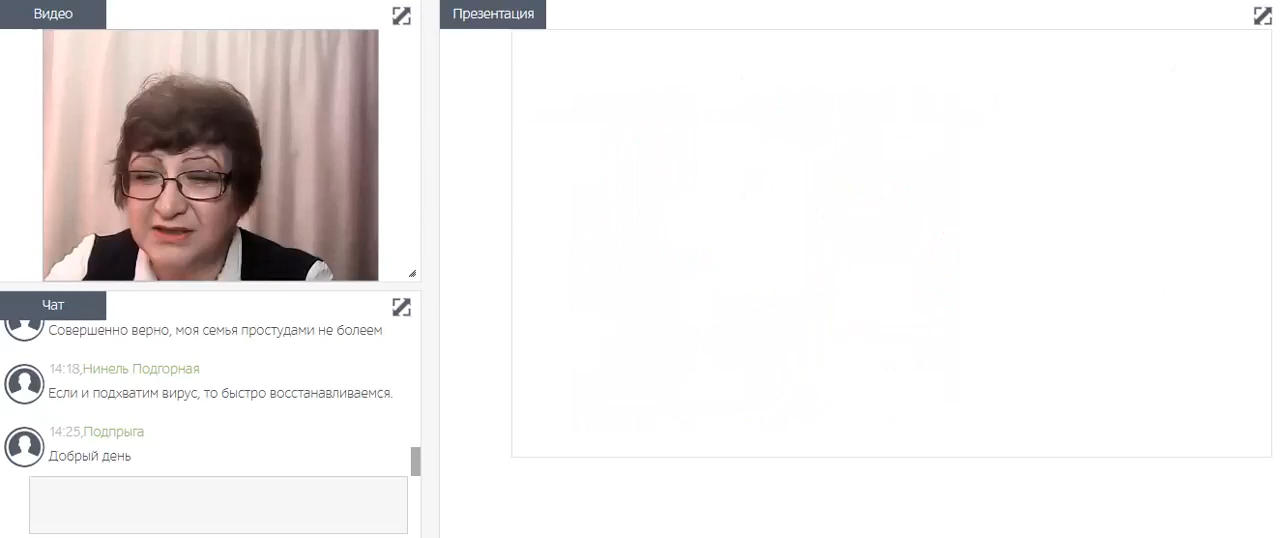 Видео
Презентация
Чат
Совершенно верно, моя семья простудами не болеем
14:18,Нинель Подгорная
Если и подхватим вирус, то быстро восстанавливаемся.
14:25,Подпрыга
Добрый день